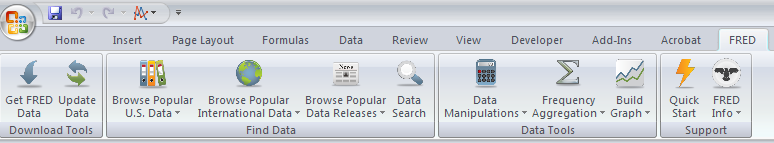 Home Insert Page Layout Formulas Data Review View Developer Add-Ins Acrobat FRED
Get FRED Data Update Data Browse Popular U.S. Data Browse Popular International Data News Browse Popular Data Releases Data Search Data Manipulations Frequency Aggregation Build Graph Quick Start FRED Info
Download Tools Find Data Data Tools Support